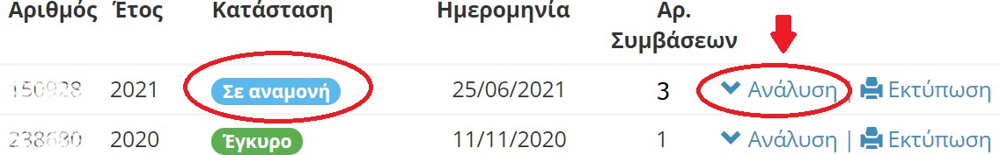 Αριθμός Έτος Κατάσταση Ημερομηνία Αρ. Συμβάσεων
150928 2021 Σε αναμονή 25/06/2021 3 Ανάλυση | Εκτύπωση
238680 2020 Έγκυρο 11/11/2020 1 Ανάλυση | Εκτύπωση